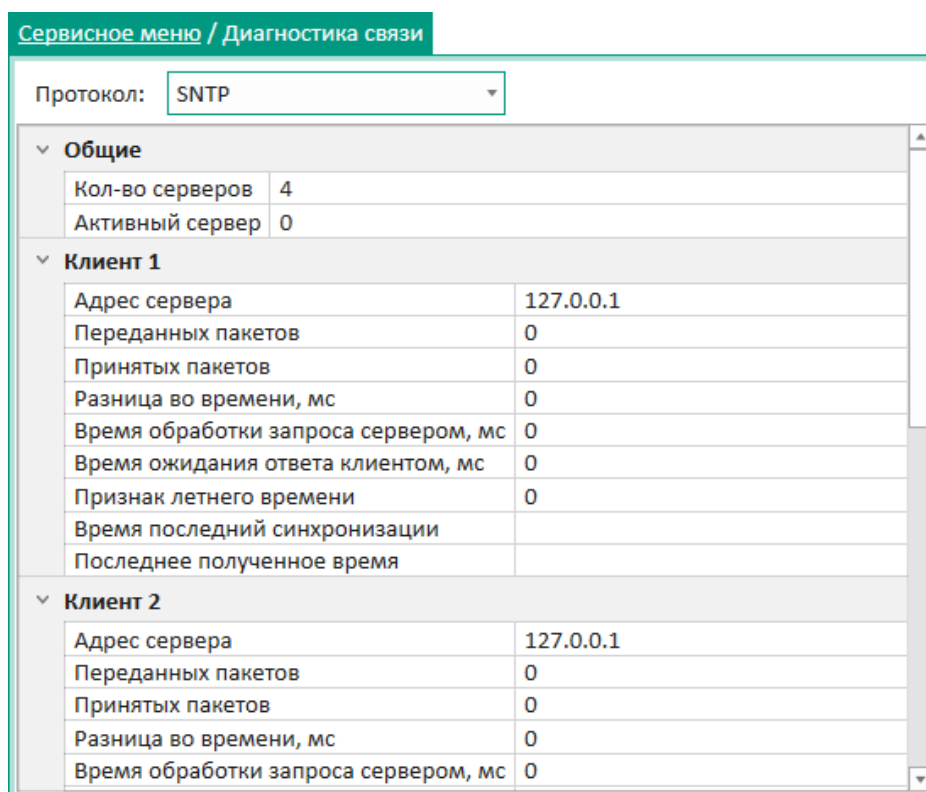 Сервисное меню / Диагностика связи
Протокол: SNTP
Общие
Кол-во серверов 4
Активный сервер 0
Клиент 1
Адрес сервера 127.0.0.1
Переданных пакетов 0
Принятых пакетов 0
Разница во времени, мс 0
Время обработки запроса сервером, мс 0
Время ожидания ответа клиентом, мс 0
Признак летнего времени 0
Время последний синхронизации
Последнее полученное время
Клиент 2
Адрес сервера 127.0.0.1
Переданных пакетов 0
Принятых пакетов 0
Разница во времени, мс 0
Время обработки запроса сервером, мс 0